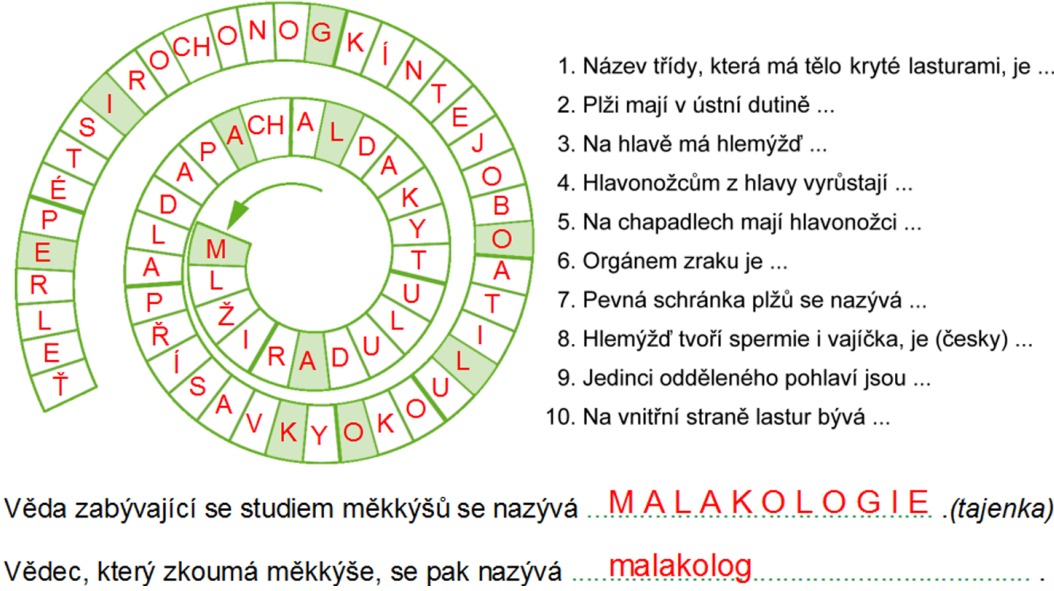 MLŽIRADULUTYKADLACHAPADLAPŘÍSAVKYOKOULITAOBOJETNÍKGONOCHORISTÉPERLEŤ
1. Název třídy, která má tělo kryté lasturami, je ...
2. Plži mají v ústní dutině ...
3. Na hlavě má hlemýžď ...
4. Hlavonožcům z hlavy vyrůstají ...
5. Na chapadlech mají hlavonožci ...
6. Orgánem zraku je ...
7. Pevná schránka plžů se nazývá ...
8. Hlemýžď tvoří spermie i vajíčka, je (česky) ...
9. Jedinci odděleného pohlaví jsou ...
10. Na vnitřní straně lastur bývá ...
Věda zabývající se studiem měkkýšů se nazývá ...MALAKOLOGIE... .(tajenka)
Vědec, který zkoumá měkkýše, se pak nazývá ...malakolog... .